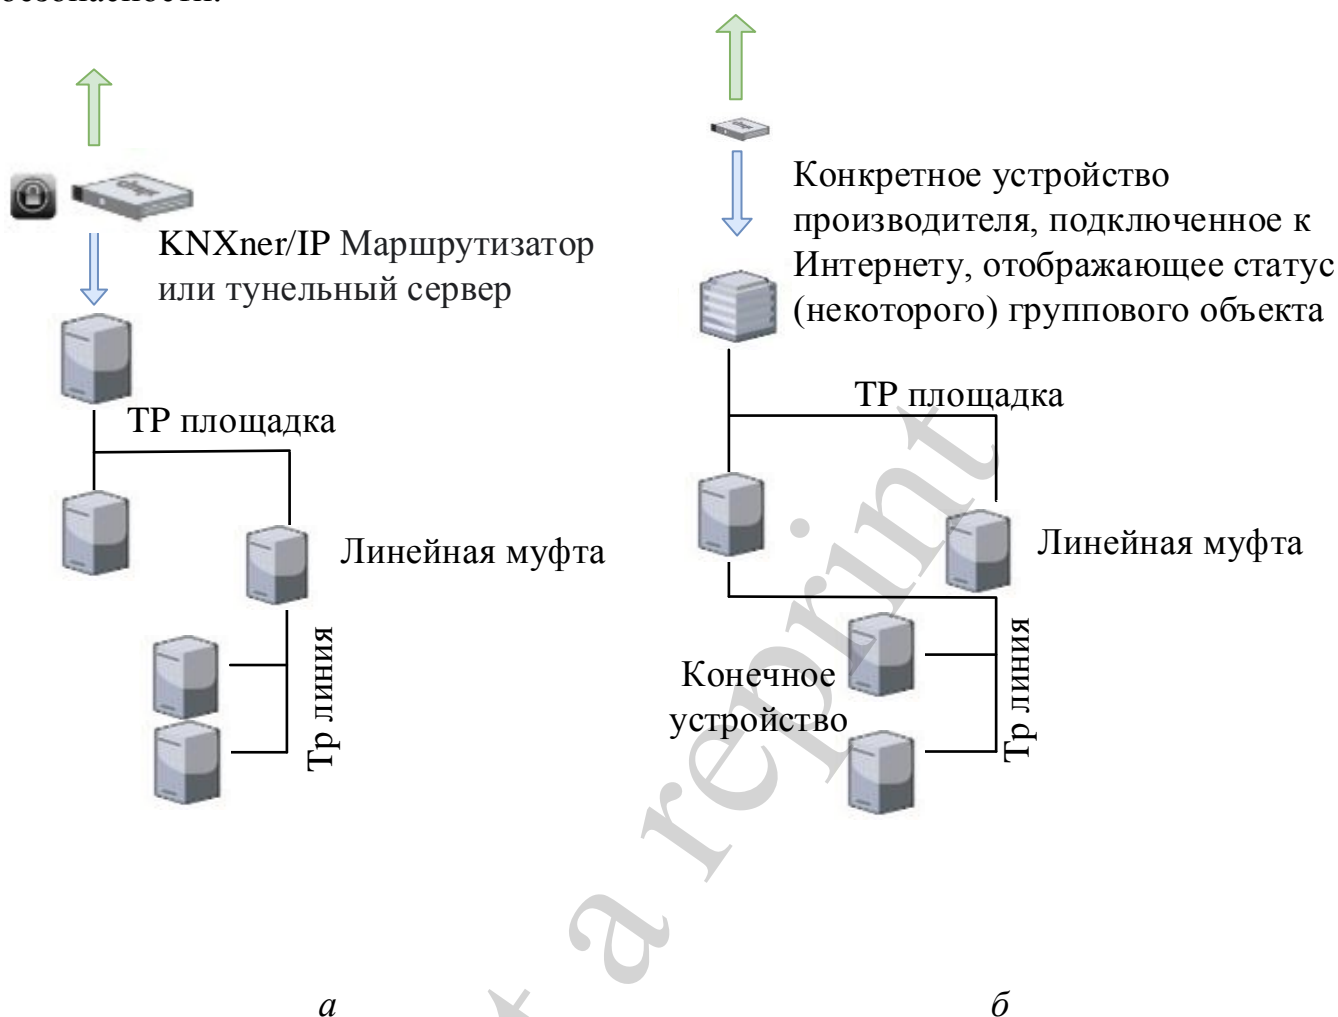 KNXner/IP Маршрутизатор
или тунельный сервер
ТР площадка
Линейная муфта
Тр линия
а
Конкретное устройство
производителя, подключенное к
Интернету, отображающее статус
(некоторого) группового объекта
ТР площадка
Линейная муфта
Конечное
устройство
Тр линия
б
a reprint